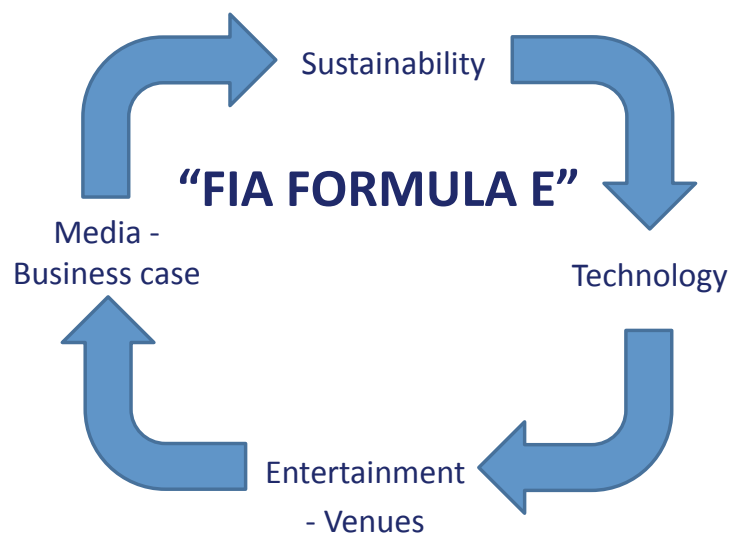 Sustainability
“FIA FORMULA E”
Media -
Business case
Technology
Entertainment
- Venues